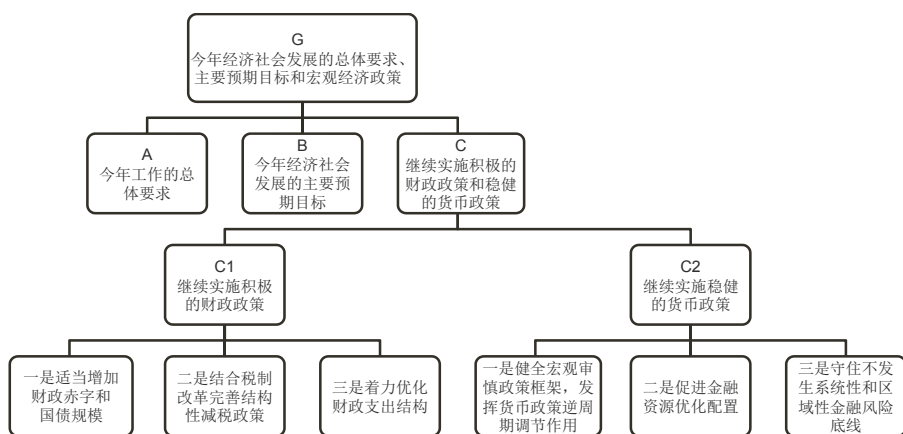 G
今年经济社会发展的总体要求、
主要预期目标和宏观经济政策
A
今年工作的总
体要求
B
今年经济社会
发展的主要预
期目标
C
继续实施积极的
财政政策和稳健
的货币政策
C1
继续实施积极
的财政政策
C2
继续实施稳健
的货币政策
一是适当增加
财政赤字和
国债规模
二是结合税制
改革完善结构
性减税政策
三是着力优化
财政支出结构
一是健全宏观审
慎政策框架，发
挥货币政策逆周
期调节作用
二是促进金融
资源优化配置
三是守住不发
生系统性和区
域性金融风险
底线